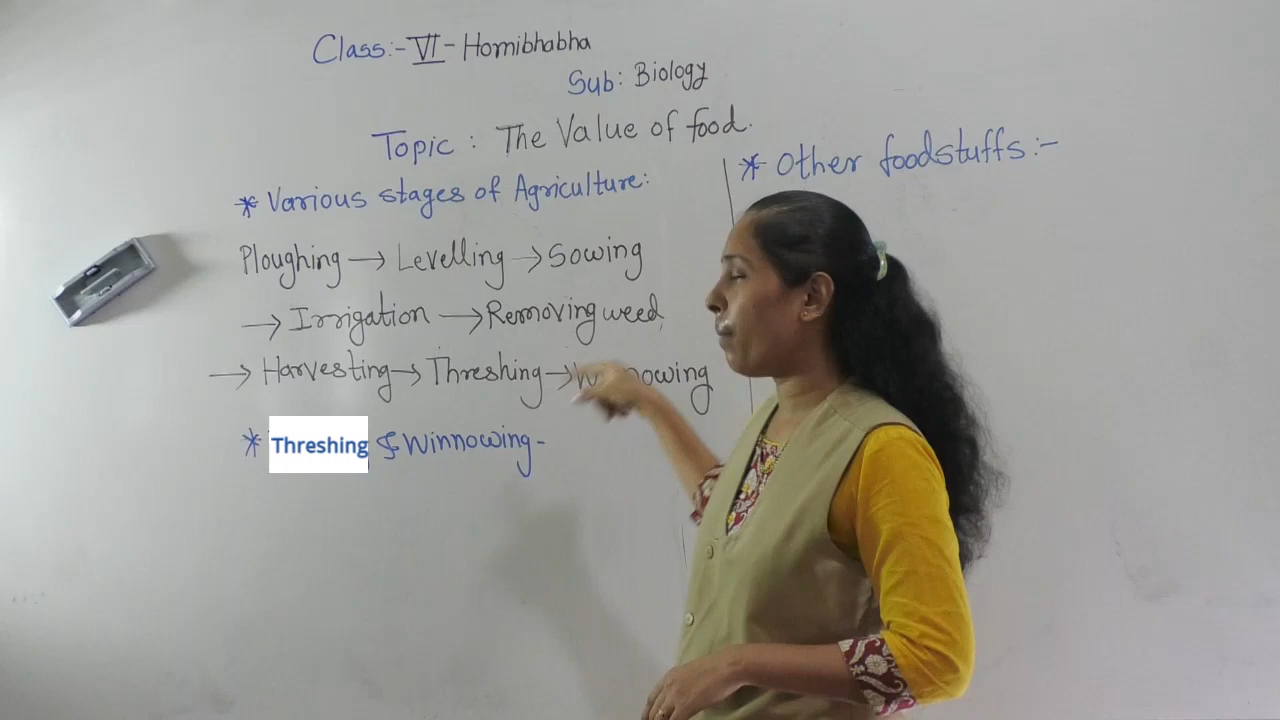 Class:- VI - Homibhabha
Sub: Biology
Topic : The Value of food.
* Various stages of Agriculture:
Ploughing → Levelling → Sowing
→ Irrigation → Removing weed,
→ Harvesting → Threshing → Winnowing
* Threshing & Winnowing-
* Other foodstuffs:-